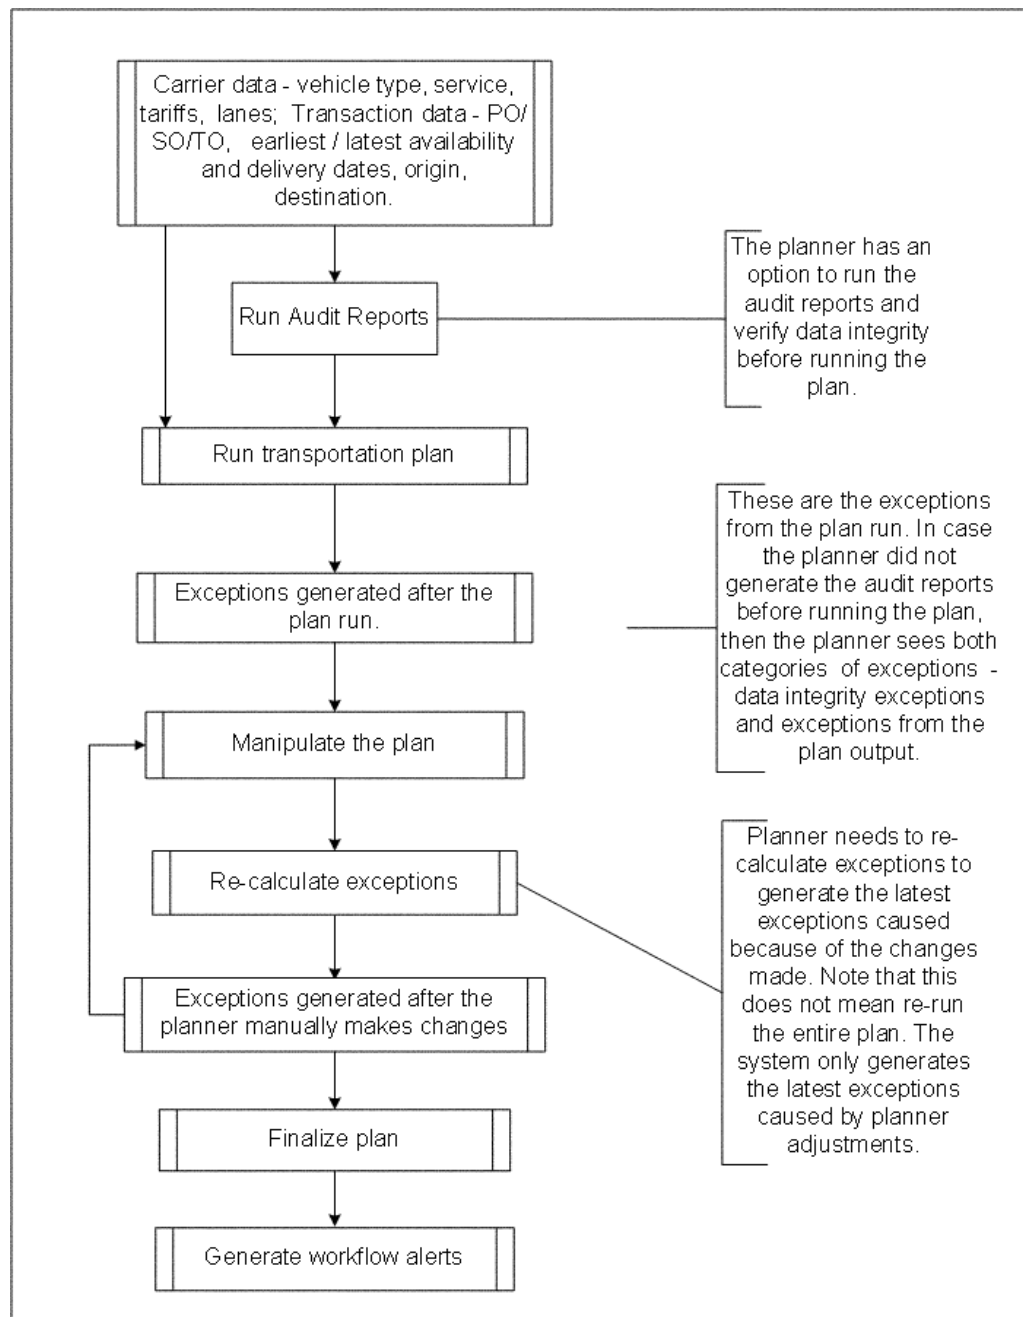 Carrier data - vehicle type, service,
tariffs, lanes; Transaction data - PO/
SO/TO, earliest / latest availability
and delivery dates, origin,
destination.
The planner has an
option to run the
audit reports and
verify data integrity
before running the
plan.
Run Audit Reports
Run transportation plan
These are the exceptions
from the plan run. In case
the planner did not
generate the audit reports
before running the plan,
then the planner sees both
categories of exceptions -
data integrity exceptions
and exceptions from the
plan output.
Exceptions generated after the
plan run.
Manipulate the plan
Planner needs to re-
calculate exceptions to
generate the latest
exceptions caused
because of the changes
made. Note that this
does not mean re-run
the entire plan. The
system only generates
the latest exceptions
caused by planner
adjustments.
Re-calculate exceptions
Exceptions generated after the
planner manually makes changes
Finalize plan
Generate workflow alerts